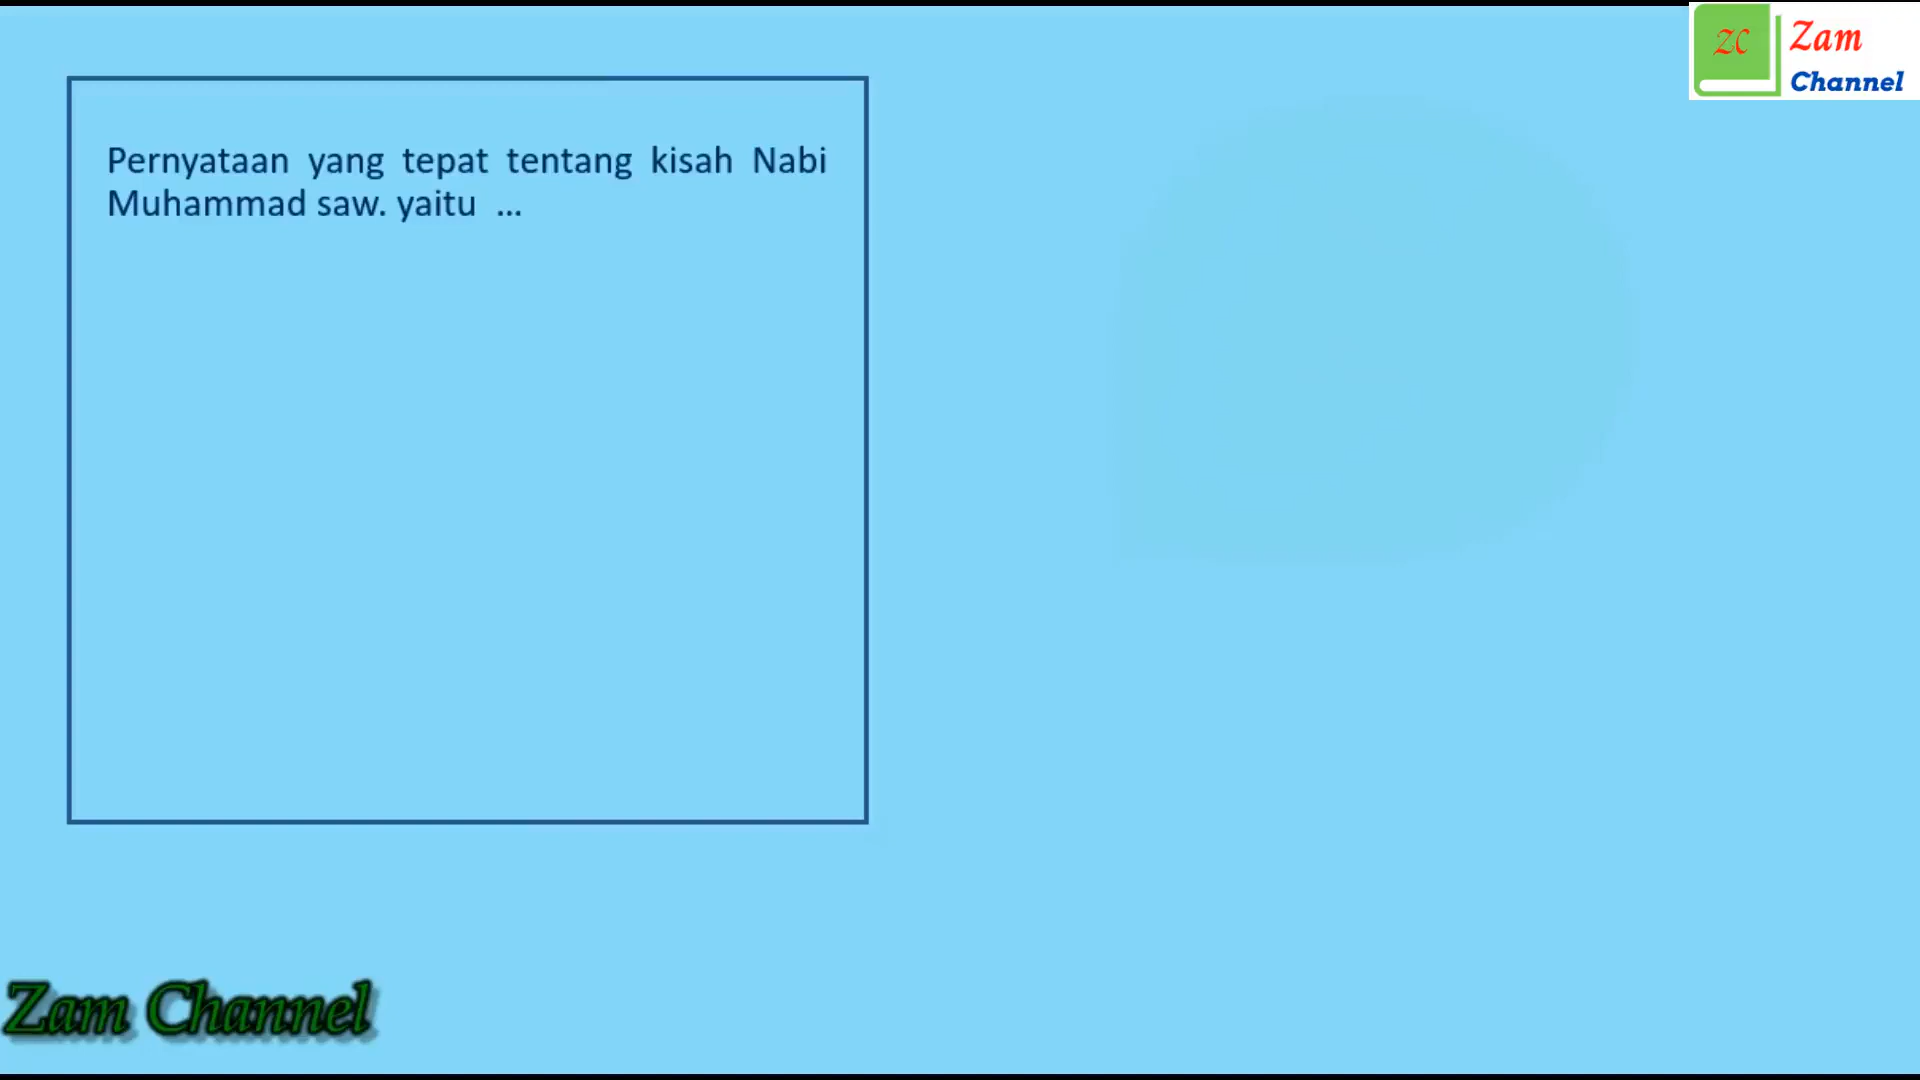 ZC
Zam
Channel
Pernyataan yang tepat tentang kisah Nabi
Muhammad saw. yaitu ...
Zam Channel